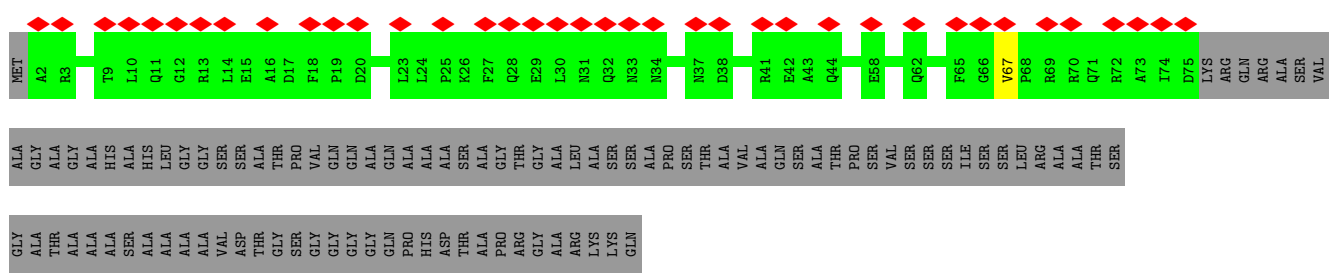 MET A2 R3 T9 L10 Q11 G12 R13 L14 E15 A16 D17 F18 P19 D20 L23 L24 P25 K26 F27 Q28 E29 L30 N31 Q32 N33 N34 N37 D38 R41 E42 A43 Q44 E58 Q62 F65 G66 V67 P68 R69 R70 Q71 R72 A73 I74 D75 LYS ARG GLN ARG ALA SER VAL
ALA GLY ALA GLY ALA HIS ALA HIS LEU GLY GLY SER SER ALA THR PRO VAL GLN GLN ALA GLN ALA ALA ALA SER ALA GLY THR GLY ALA LEU ALA SER SER ALA PRO SER THR ALA VAL ALA GLN SER ALA THR PRO SER VAL SER SER SER ILE SER SER LEU ARG ALA ALA THR SER
GLY ALA THR ALA ALA ALA SER ALA ALA ALA ALA VAL ASP THR GLY SER GLY GLY GLY GLY GLN PRO HIS ASP THR ALA PRO ARG GLY ALA ARG LYS LYS GLN